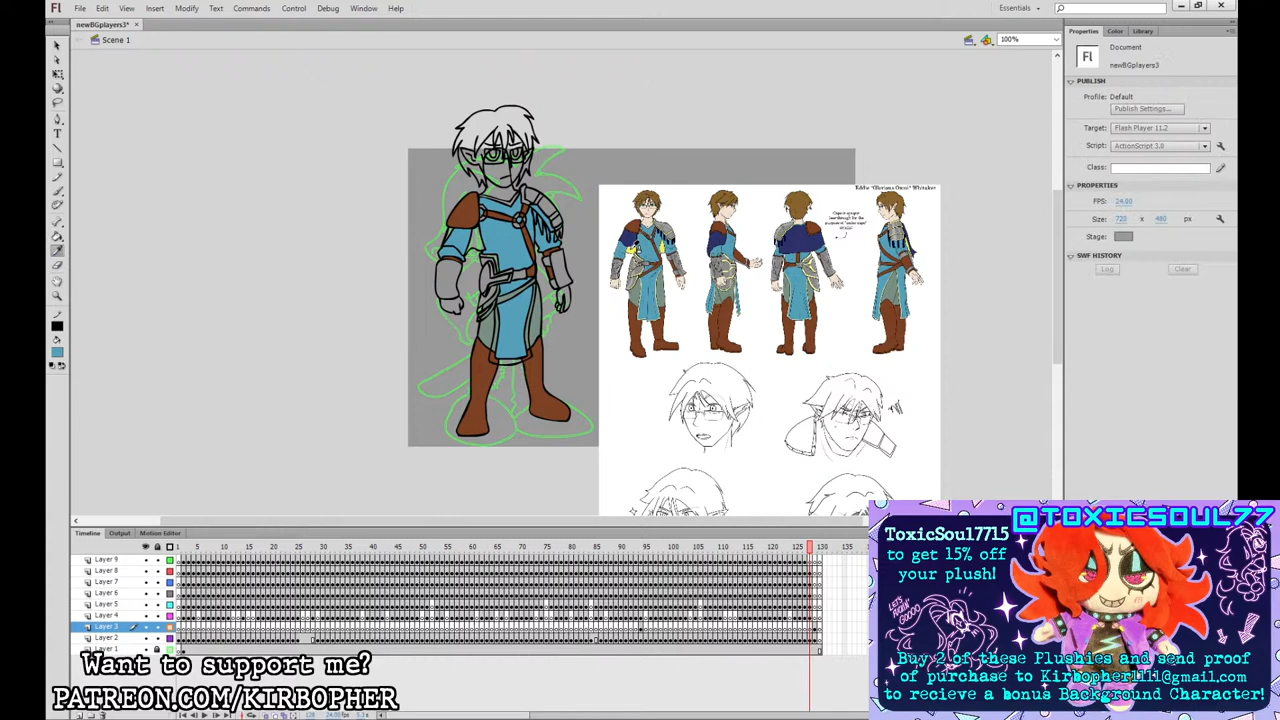 Fl File Edit View Insert Modify Text Commands Control Debug Window Help Essentials
newBGplayers3* ×
Scene 1
100%
Properties Color Library
Fl Document
newBGplayers3
PUBLISH
Profile: Default
Publish Settings...
Target: Flash Player 11.2
Script: ActionScript 3.0
Class:
PROPERTIES
FPS: 24.00
Size: 720 x 480 px
Stage:
SWF HISTORY
Log Clear
Whitaker
Timeline Output Motion Editor
1 5 10 15 20 25 30 35 40 45 50 55 60 65 70 75 80 85 90 95 100 105 110 115 120 125 130 135
Layer 9
Layer 8
Layer 7
Layer 6
Layer 5
Layer 4
Layer 3
Layer 2
Layer 1
Want to support me?
PATREON.COM/KIRBOPHER
@TOXICSOUL77
ToxicSoul7715
to get 15% off
your plush!
Buy 2 of these Plushies and send proof
of purchase to Kirbopher1111@gmail.com
to recieve a bonus Background Character!